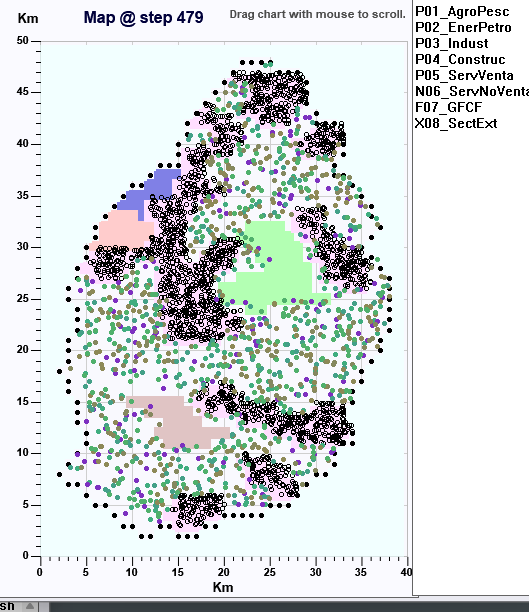 Km
Map @ step 479
Drag chart with mouse to scroll.
50
40
30
20
25
35
45
15
10
5
0
0
5
10
15
20
25
30
35
40
Km
P01_AgroPesc
P02_EnerPetro
P03_Indust
P04_Construc
P05_ServVenta
N06_ServNoVenta
F07_GFCF
X08_SectExt
sh